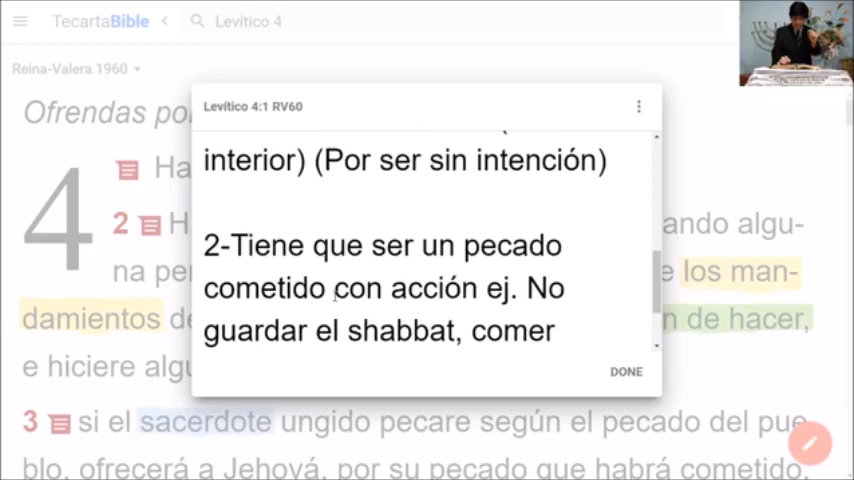 TecartaBible
Levítico 4
Reina-Valera 1960
Ofrendas po
Levítico 4:1 RV60
interior) (Por ser sin intención)
2-Tiene que ser un pecado
cometido con acción ej. No
guardar el shabbat, comer
DONE
4 Ha
2 H ando algu-
na pe e los man-
damientos de n de hacer,
e hiciere algu
3 si el sacerdote ungido pecare según el pecado del pue-
blo, ofrecerá a Jehová, por su pecado que habrá cometido,